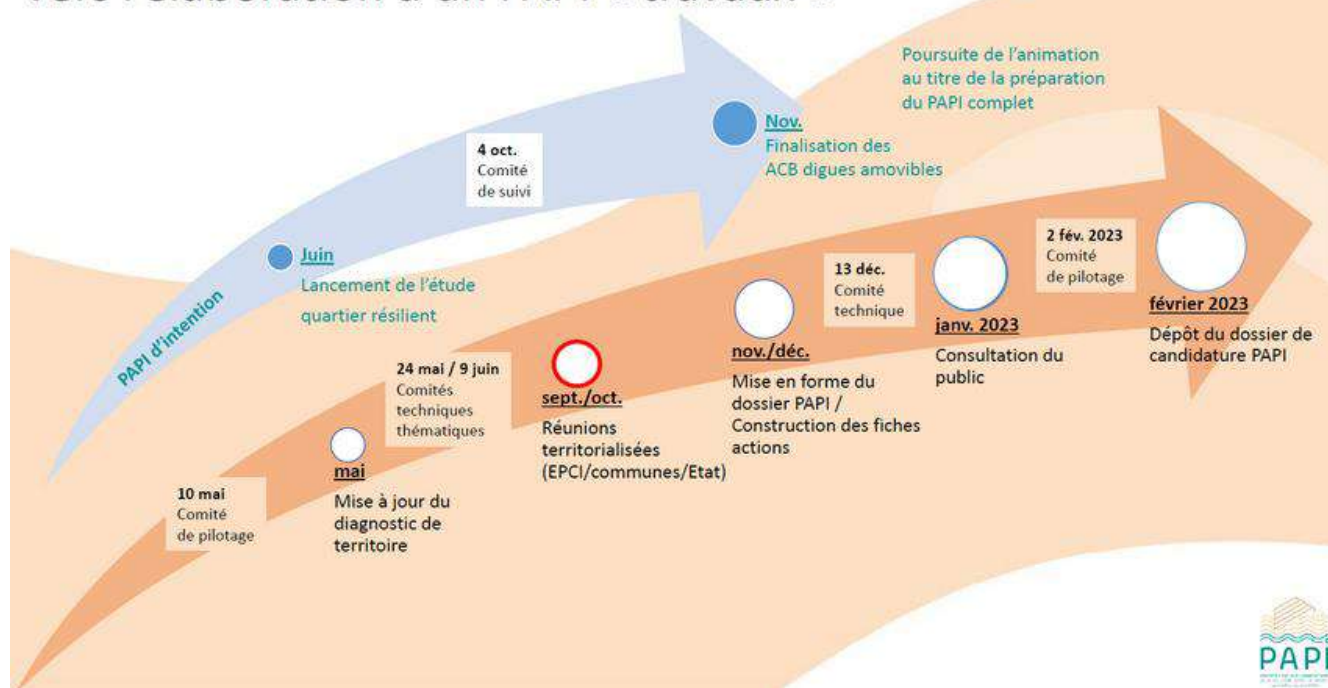 Poursuite de l'animation
au titre de la préparation
du PAPI complet
Nov.
Finalisation des
ACB digues amovibles
4 oct.
Comité
de suivi
Juin
Lancement de l'étude
quartier résilient
PAPI d'intention
10 mai
Comité
de pilotage
mai
Mise à jour du
diagnostic de
territoire
24 mai / 9 juin
Comités
techniques
thématiques
sept./oct.
Réunions
territorialisées
(EPCI/communes/Etat)
nov./déc.
Mise en forme du
dossier PAPI /
Construction des fiches
actions
13 déc.
Comité
technique
janv. 2023
Consultation du
public
2 fév. 2023
Comité
de pilotage
février 2023
Dépôt du dossier de
candidature PAPI
PAPI